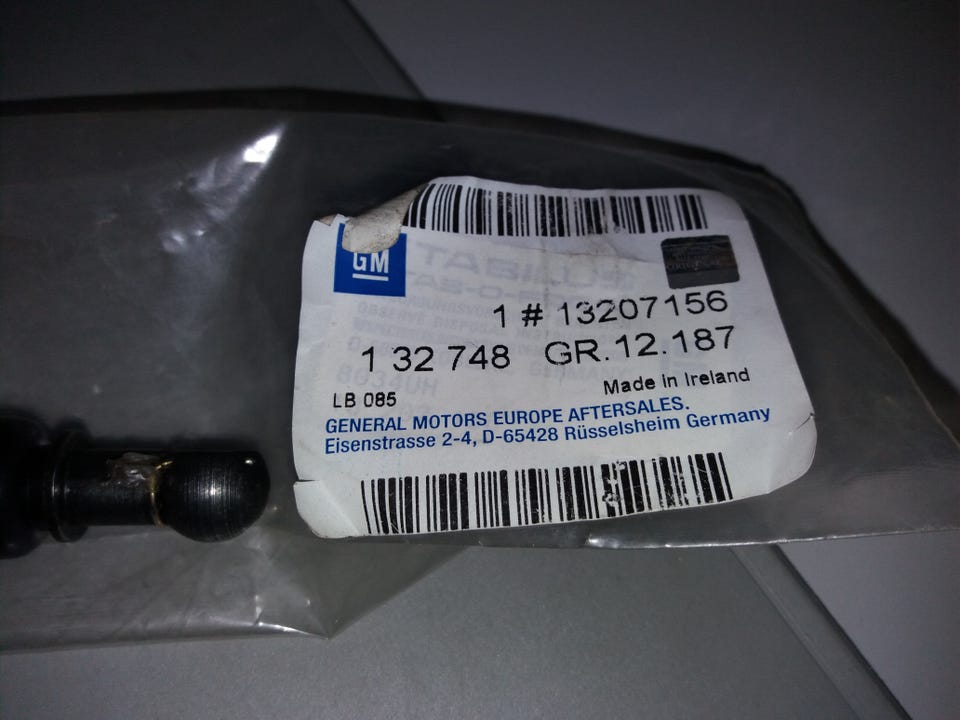 GM
1 # 13207156
1 32 748 GR.12.187
Made in Ireland
LB 085
GENERAL MOTORS EUROPE AFTERSALES.
Eisenstrasse 2-4, D-65428 Rüsselsheim Germany